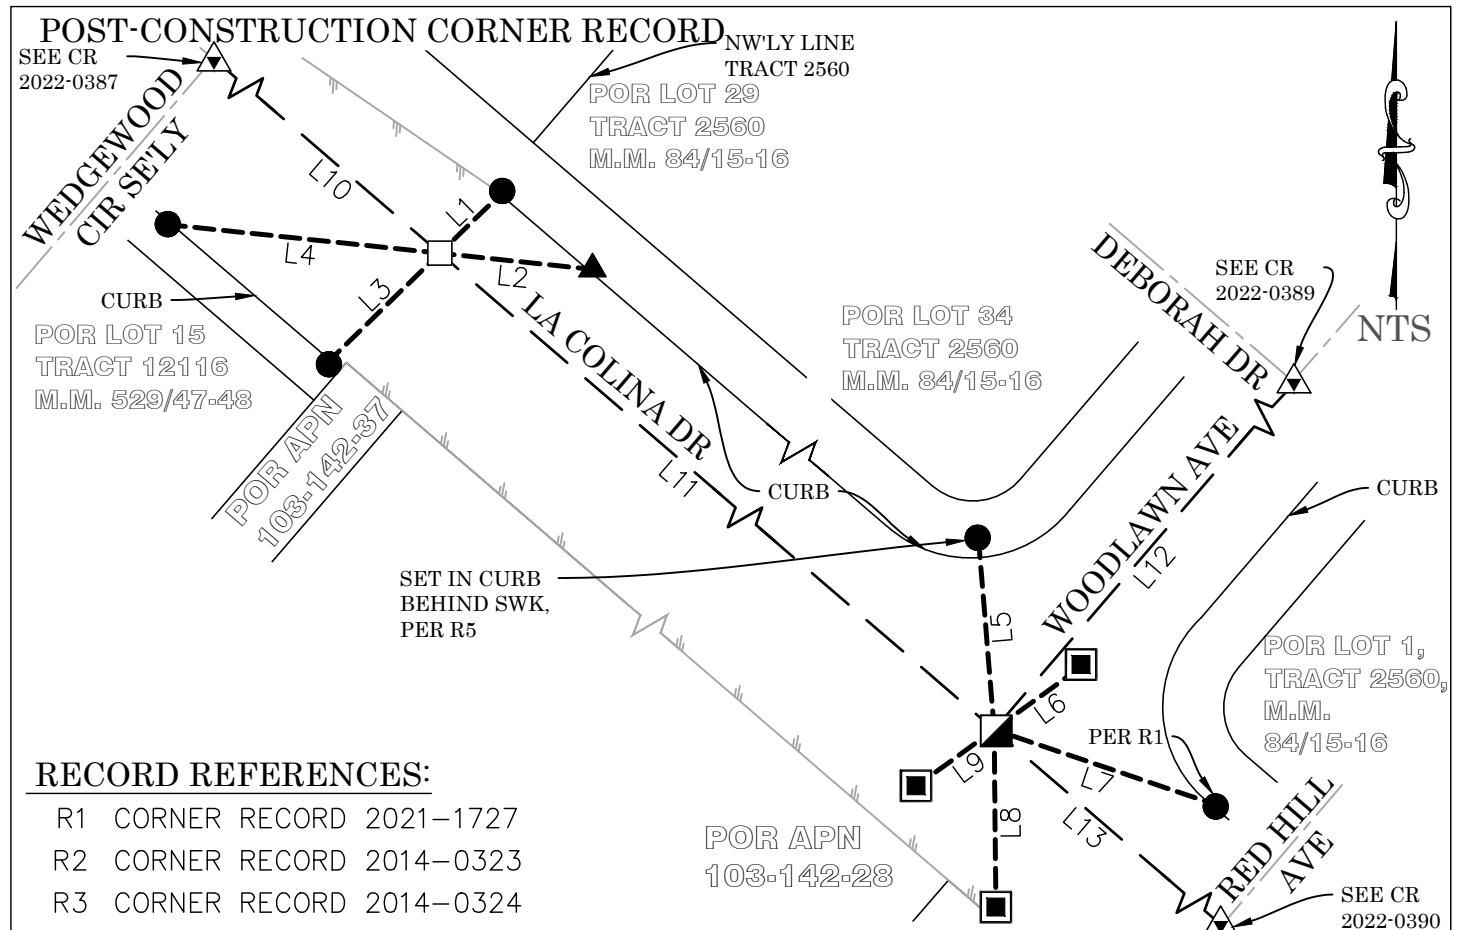 POST-CONSTRUCTION CORNER RECORD
SEE CR
2022-0387
NW'LY LINE
TRACT 2560
POR LOT 29
TRACT 2560
M.M. 84/15-16
WEDGEWOOD
CIR SE'LY
L10
L1
L4
L2
L3
CURB
POR LOT 15
TRACT 12116
M.M. 529/47-48
POR APN
103-142-37
LA COLINA DR
L11
POR LOT 34
TRACT 2560
M.M. 84/15-16
DEBORAH DR
SEE CR
2022-0389
NTS
CURB
CURB
WOODLAWN AVE
L12
SET IN CURB
BEHIND SWK,
PER R5
L5
L6
PER R1
L7
L9
L8
L13
POR LOT 1,
TRACT 2560,
M.M.
84/15-16
POR APN
103-142-28
RED HILL
AVE
SEE CR
2022-0390
RECORD REFERENCES:
R1 CORNER RECORD 2021-1727
R2 CORNER RECORD 2014-0323
R3 CORNER RECORD 2014-0324